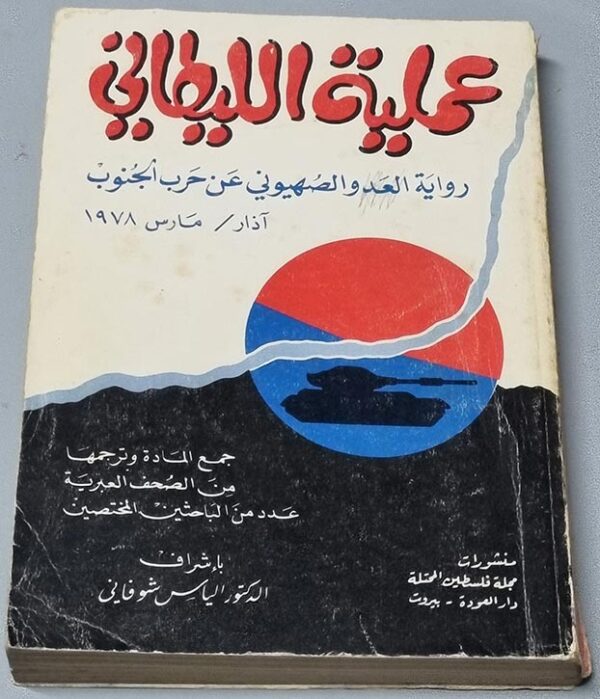 عملية الليطاني
رواية العدو الصهيوني عن حرب الجنوب
آذار / مارس ١٩٧٨
جمع المادة وترجمها
من الصحف العبرية
عدد من الباحثين المختصين
بإشراف
الدكتور الياس شوفاني
منشورات
مجلة فلسطين المحتلة
دار العودة - بيروت